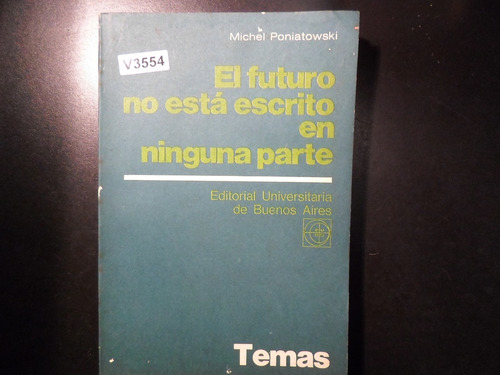 Michel Poniatowski
V3554
El futuro
no está escrito
en
ninguna parte
Editorial Universitaria
de Buenos Aires
Temas